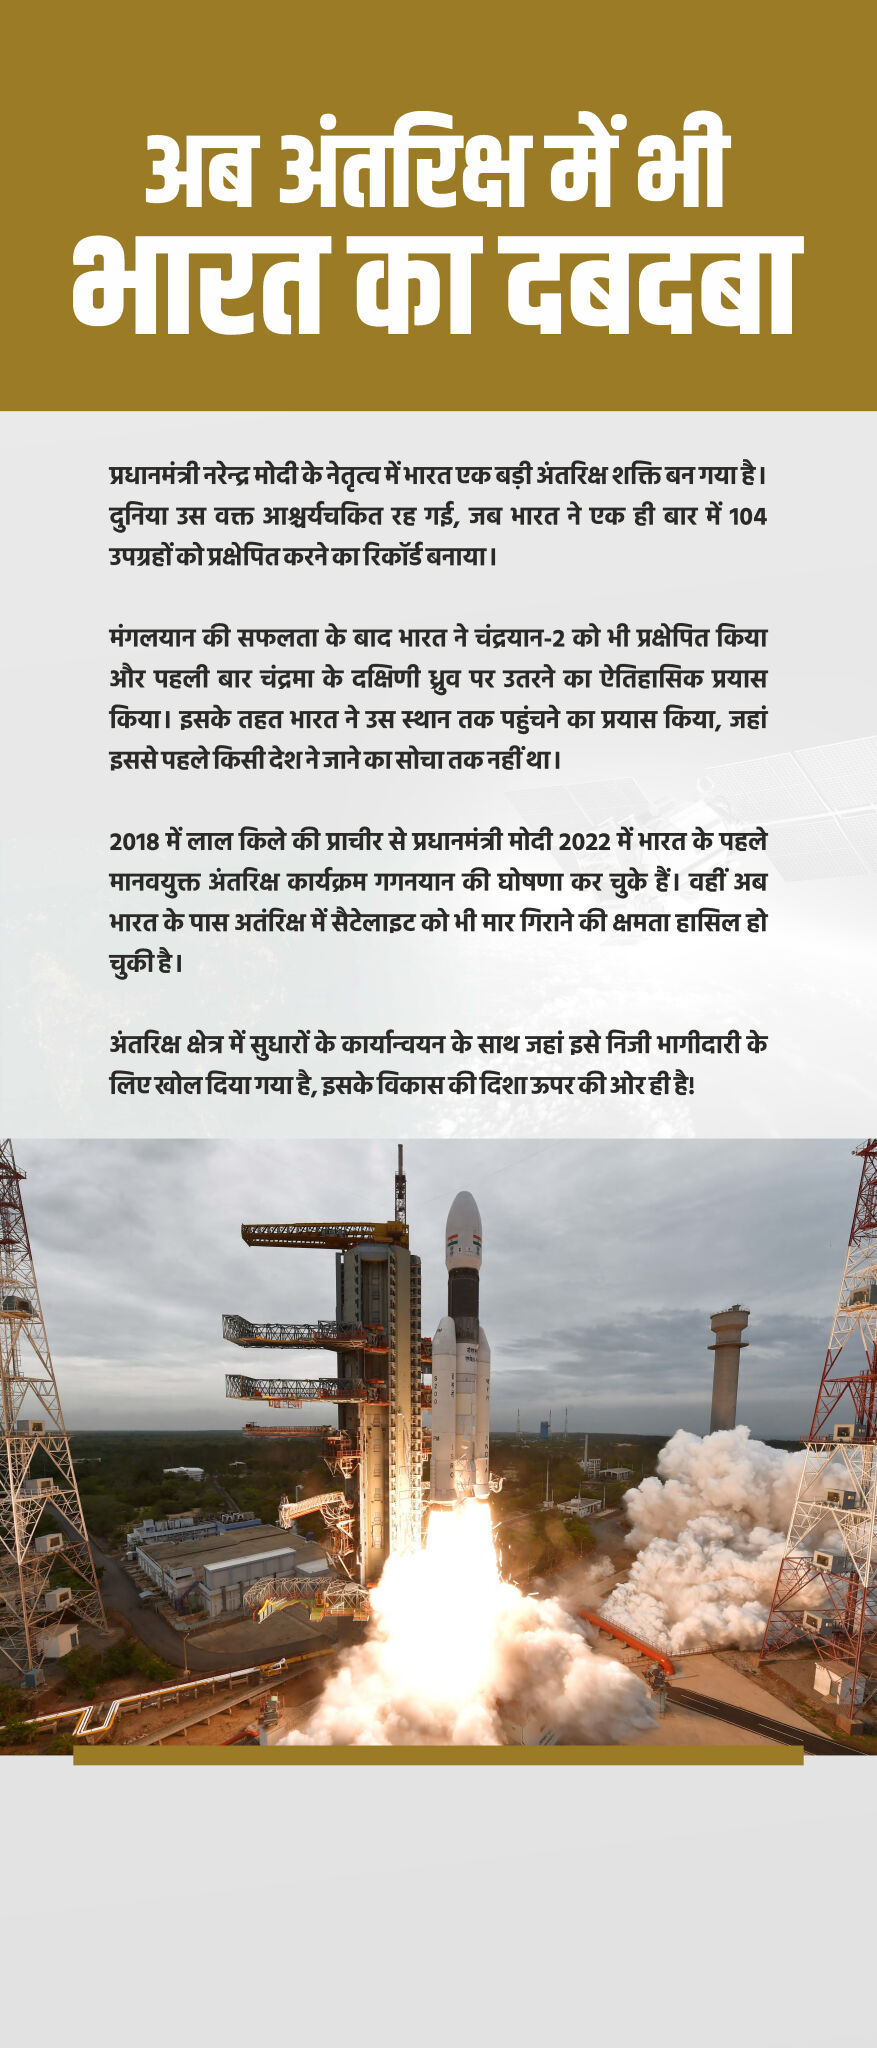 अब अंतरिक्ष में भी
भारत का दबदबा
प्रधानमंत्री नरेन्द्र मोदी के नेतृत्व में भारत एक बड़ी अंतरिक्ष शक्ति बन गया है।
दुनिया उस वक्त आश्चर्यचकित रह गई, जब भारत ने एक ही बार में 104
उपग्रहों को प्रक्षेपित करने का रिकॉर्ड बनाया।
मंगलयान की सफलता के बाद भारत ने चंद्रयान-2 को भी प्रक्षेपित किया
और पहली बार चंद्रमा के दक्षिणी ध्रुव पर उतरने का ऐतिहासिक प्रयास
किया। इसके तहत भारत ने उस स्थान तक पहुंचने का प्रयास किया, जहां
इससे पहले किसी देश ने जाने का सोचा तक नहीं था।
2018 में लाल किले की प्राचीर से प्रधानमंत्री मोदी 2022 में भारत के पहले
मानवयुक्त अंतरिक्ष कार्यक्रम गगनयान की घोषणा कर चुके हैं। वहीं अब
भारत के पास अतंरिक्ष में सैटेलाइट को भी मार गिराने की क्षमता हासिल हो
चुकी है।
अंतरिक्ष क्षेत्र में सुधारों के कार्यान्वयन के साथ जहां इसे निजी भागीदारी के
लिए खोल दिया गया है, इसके विकास की दिशा ऊपर की ओर ही है!